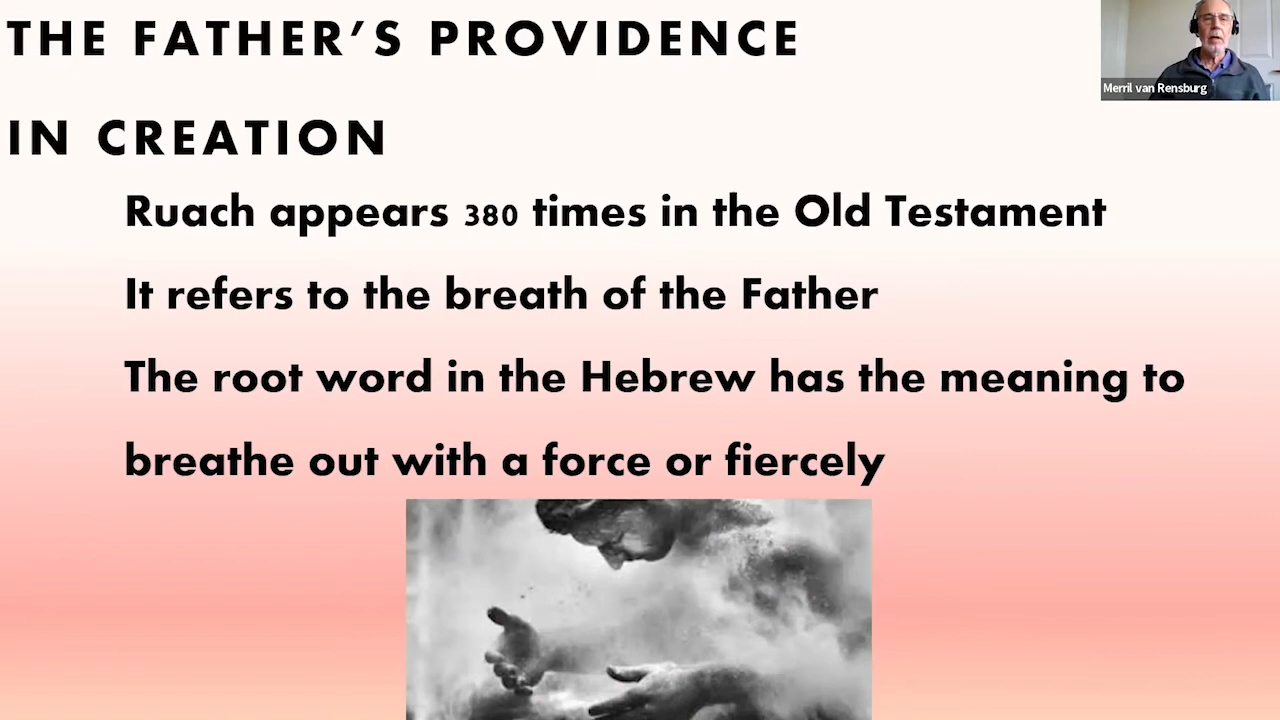 THE FATHER’S PROVIDENCE
IN CREATION
Merril van Rensburg
Ruach appears 380 times in the Old Testament
It refers to the breath of the Father
The root word in the Hebrew has the meaning to
breathe out with a force or fiercely